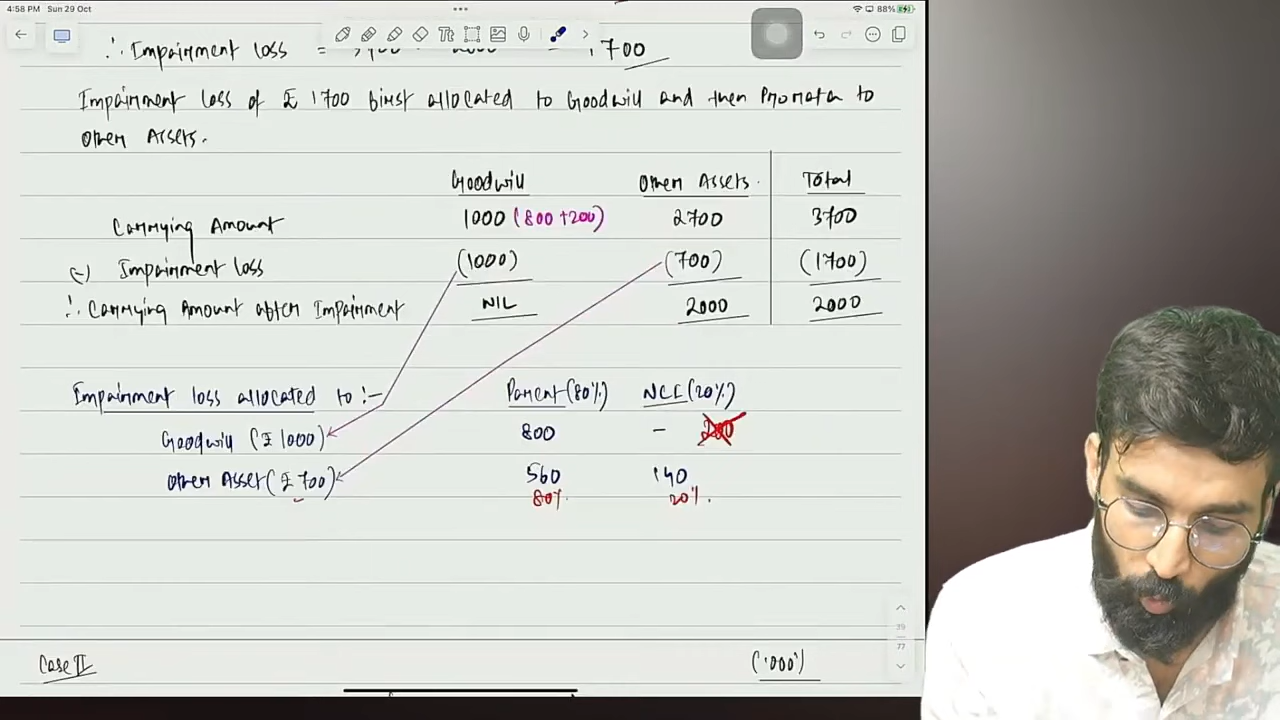 4:58 PM Sun 29 Oct
88%
∴ Impairment loss = 1700
Impairment loss of ₤ 1700 first allocated to Goodwill and then Prorata to
Other Assets.
Goodwill Other Assets. Total
Carrying Amount 1000 (800+200) 2700 3700
(-) Impairment loss (1000) (700) (1700)
∴ Carrying Amount after Impairment NIL 2000 2000
Impairment loss allocated to :- Parent (80%) NCI (20%)
Goodwill (₤ 1000) 800 - 200
Other Asset (₤ 700) 560 140
80%. 20%.
39
77
Case II ('000')